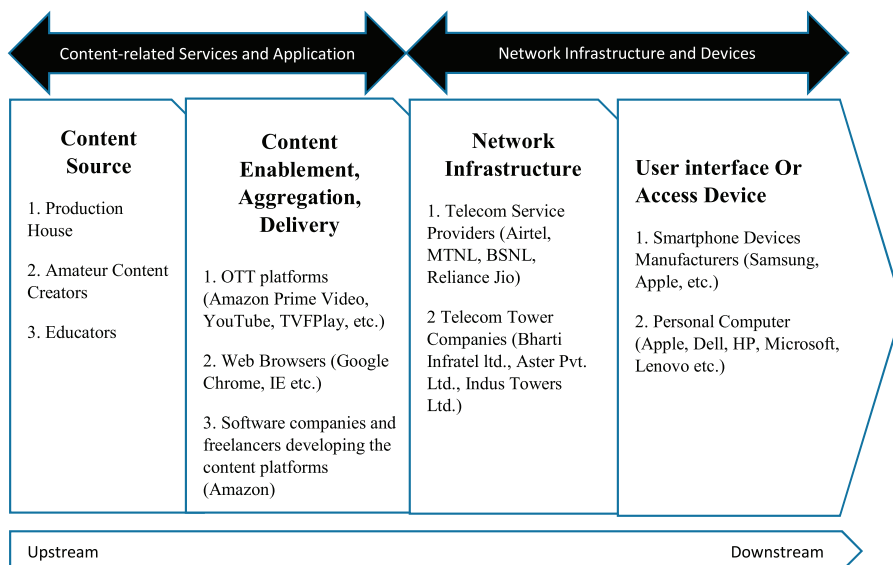 Content-related Services and Application
Network Infrastructure and Devices
Content
Source
1. Production
House
2. Amateur Content
Creators
3. Educators
Content
Enablement,
Aggregation,
Delivery
1. OTT platforms
(Amazon Prime Video,
YouTube, TVFPlay, etc.)
2. Web Browsers (Google
Chrome, IE etc.)
3. Software companies and
freelancers developing the
content platforms
(Amazon)
Network
Infrastructure
1. Telecom Service
Providers (Airtel,
MTNL, BSNL,
Reliance Jio)
2 Telecom Tower
Companies (Bharti
Infratel ltd., Aster Pvt.
Ltd., Indus Towers
Ltd.)
User interface Or
Access Device
1. Smartphone Devices
Manufacturers (Samsung,
Apple, etc.)
2. Personal Computer
(Apple, Dell, HP, Microsoft,
Lenovo etc.)
Upstream
Downstream